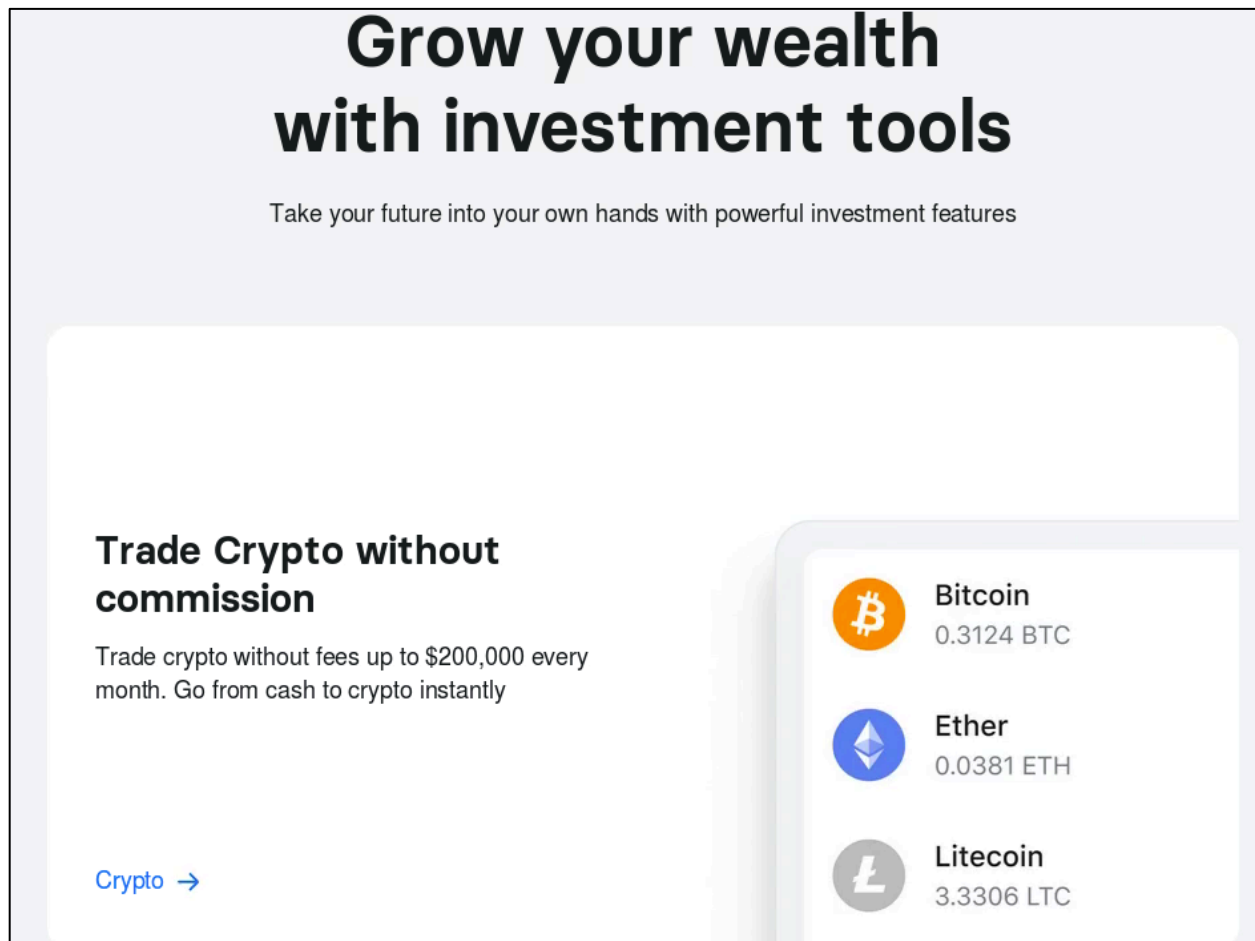 Grow your wealth
with investment tools
Take your future into your own hands with powerful investment features
Trade Crypto without
commission
Trade crypto without fees up to $200,000 every
month. Go from cash to crypto instantly
Crypto →
Bitcoin
0.3124 BTC
Ether
0.0381 ETH
Litecoin
3.3306 LTC